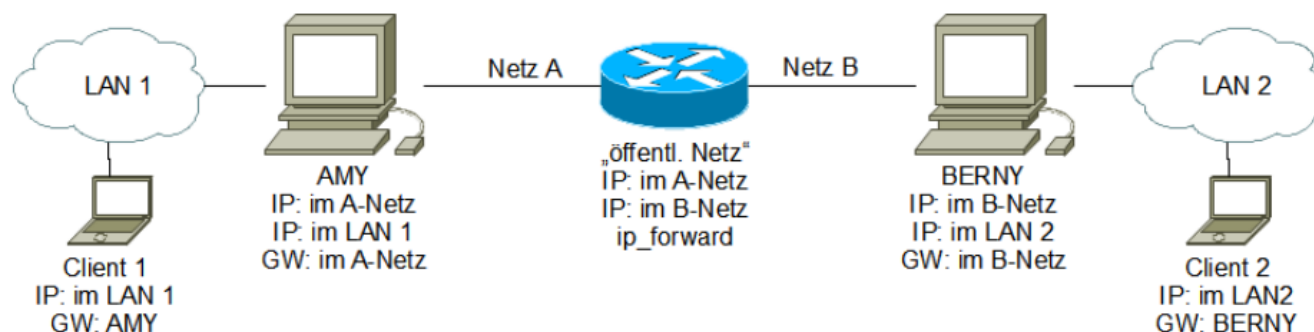 LAN 1
Netz A
Netz B
LAN 2
AMY
IP: im A-Netz
IP: im LAN 1
GW: im A-Netz
„öffentl. Netz“
IP: im A-Netz
IP: im B-Netz
ip_forward
BERNY
IP: im B-Netz
IP: im LAN 2
GW: im B-Netz
Client 1
IP: im LAN 1
GW: AMY
Client 2
IP: im LAN2
GW: BERNY